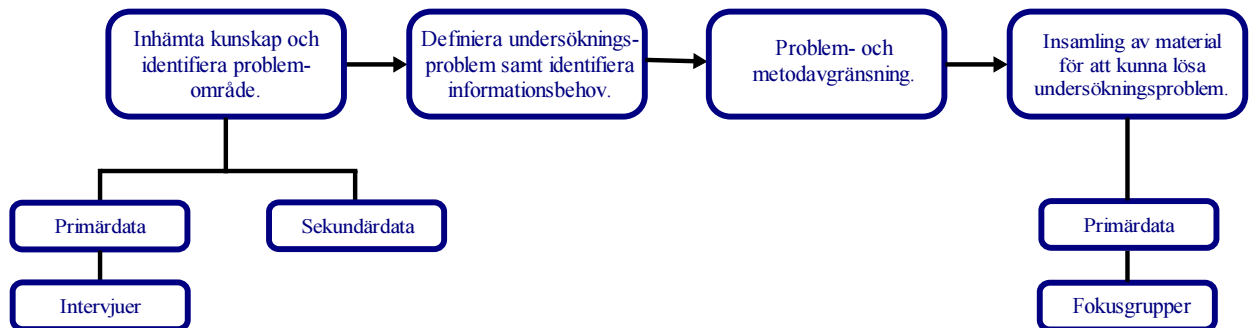 Inhämta kunskap och
identifiera problem-
område.
Definiera undersöknings-
problem samt identifiera
informationsbehov.
Problem- och
metodavgränsning.
Insamling av material
för att kunna lösa
undersökningsproblem.
Primärdata
Sekundärdata
Primärdata
Intervjuer
Fokusgrupper